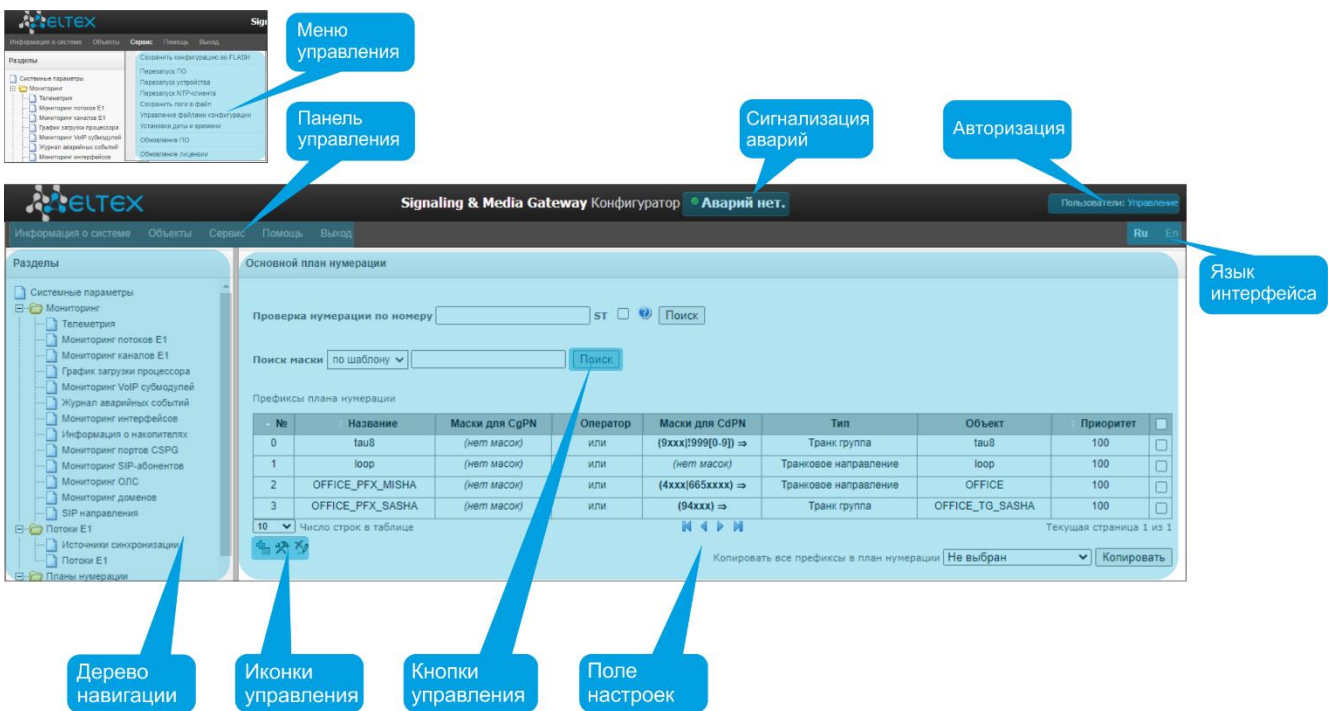 ELTEX
Sign
Информация о системе Объекты Сервис Помощь Выход
Разделы
Системные параметры
Мониторинг
Телеметрия
Мониторинг потоков E1
Мониторинг каналов E1
График загрузки процессора
Мониторинг VoIP субмодулей
Журнал аварийных событий
Мониторинг интерфейсов
Сохранить конфигурацию во FLASH
Перезапуск ПО
Перезапуск устройства
Перезапуск NTP-клиента
Сохранить логи в файл
Управление файлами конфигурации
Установка даты и времени
Обновление ПО
Обновление лицензии
Меню
управления
Панель
управления
Сигнализация
аварий
Авторизация
ELTEX
Signaling & Media Gateway Конфигуратор Аварий нет.
Пользователи: Управление
Информация о системе Объекты Сервис Помощь Выход
Ru En
Язык
интерфейса
Разделы
Системные параметры
Мониторинг
Телеметрия
Мониторинг потоков E1
Мониторинг каналов E1
График загрузки процессора
Мониторинг VoIP субмодулей
Журнал аварийных событий
Мониторинг интерфейсов
Информация о накопителях
Мониторинг портов CSPG
Мониторинг SIP-абонентов
Мониторинг ОЛС
Мониторинг доменов
SIP направления
Потоки E1
Источники синхронизации
Потоки E1
Планы нумерации
Основной план нумерации
Проверка нумерации по номеру ST Поиск
Поиск маски по шаблону Поиск
Префиксы плана нумерации
№ Название Маски для CgPN Оператор Маски для CdPN Тип Объект Приоритет
0 tau8 (нет масок) или (9xxx|!999[0-9]) ⇒ Транк группа tau8 100
1 loop (нет масок) или (нет масок) Транковое направление loop 100
2 OFFICE_PFX_MISHA (нет масок) или (4xxx|665xxxx) ⇒ Транковое направление OFFICE 100
3 OFFICE_PFX_SASHA (нет масок) или (94xxx) ⇒ Транк группа OFFICE_TG_SASHA 100
10 Число строк в таблице Текущая страница 1 из 1
Копировать все префиксы в план нумерации Не выбран Копировать
Дерево
навигации
Иконки
управления
Кнопки
управления
Поле
настроек